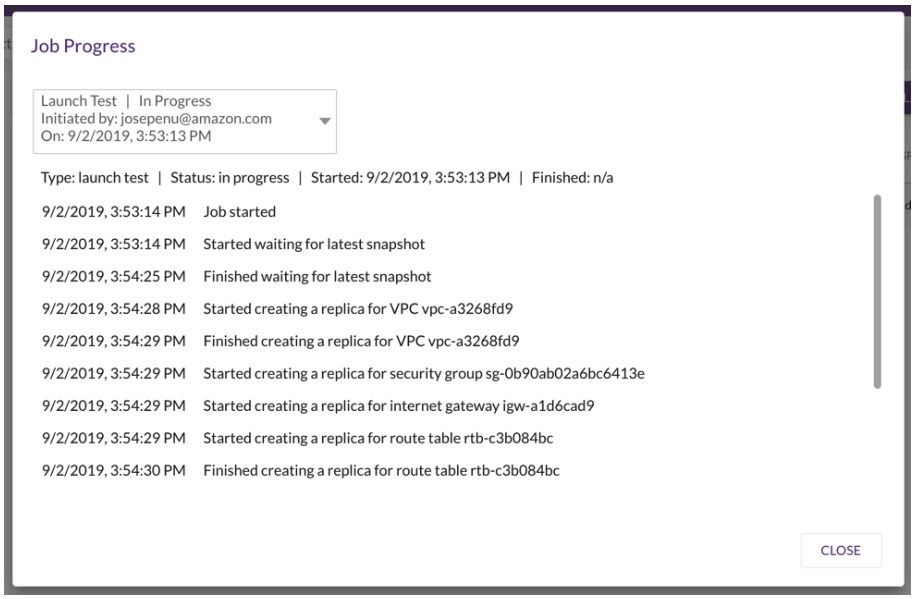 Job Progress
Launch Test | In Progress
Initiated by: josepenu@amazon.com
On: 9/2/2019, 3:53:13 PM
Type: launch test | Status: in progress | Started: 9/2/2019, 3:53:13 PM | Finished: n/a
9/2/2019, 3:53:14 PM Job started
9/2/2019, 3:53:14 PM Started waiting for latest snapshot
9/2/2019, 3:54:25 PM Finished waiting for latest snapshot
9/2/2019, 3:54:28 PM Started creating a replica for VPC vpc-a3268fd9
9/2/2019, 3:54:29 PM Finished creating a replica for VPC vpc-a3268fd9
9/2/2019, 3:54:29 PM Started creating a replica for security group sg-0b90ab02a6bc6413e
9/2/2019, 3:54:29 PM Started creating a replica for internet gateway igw-a1d6cad9
9/2/2019, 3:54:29 PM Started creating a replica for route table rtb-c3b084bc
9/2/2019, 3:54:30 PM Finished creating a replica for route table rtb-c3b084bc
CLOSE